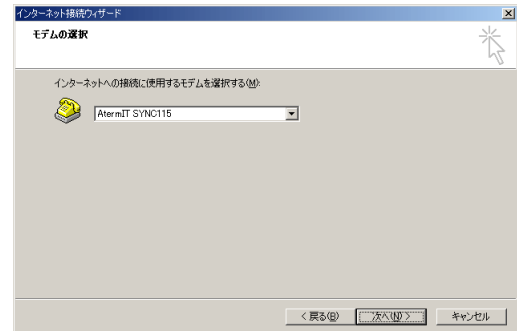 インターネット接続ウィザード
モデムの選択
インターネットへの接続に使用するモデムを選択する(M):
AtermIT SYNC115
< 戻る(B)
次へ(N) >
キャンセル